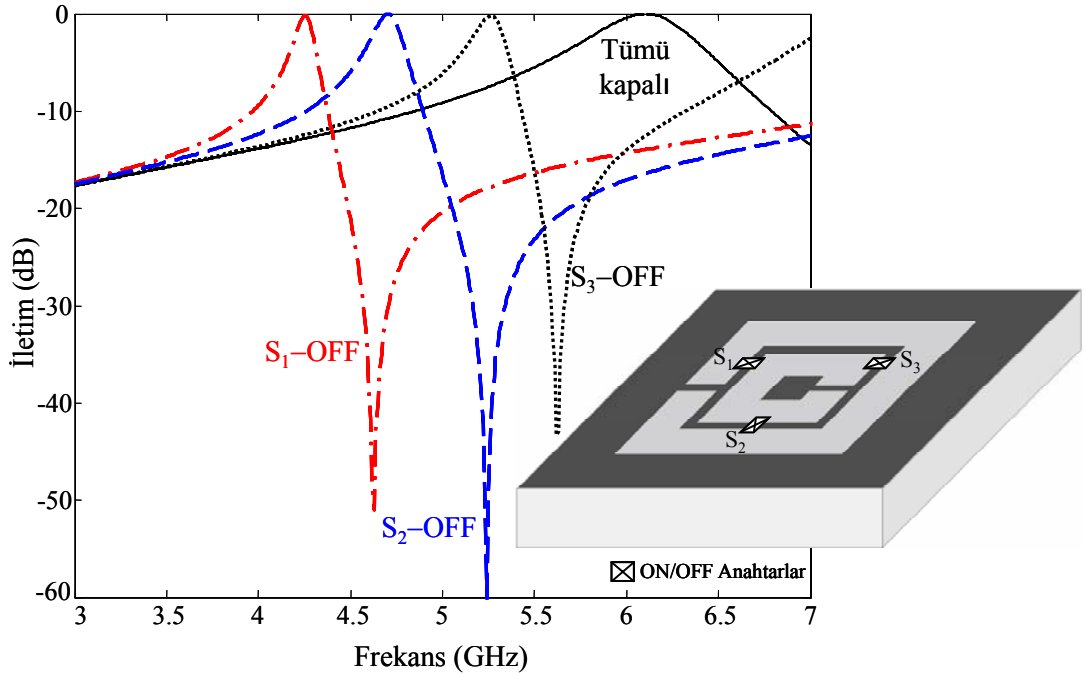 0
-10
-20
-30
-40
-50
-60
İletim (dB)
Tümü
kapalı
S3–OFF
S1–OFF
S2–OFF
S1
S3
S2
ON/OFF Anahtarlar
3
3.5
4
4.5
5
5.5
6
6.5
7
Frekans (GHz)